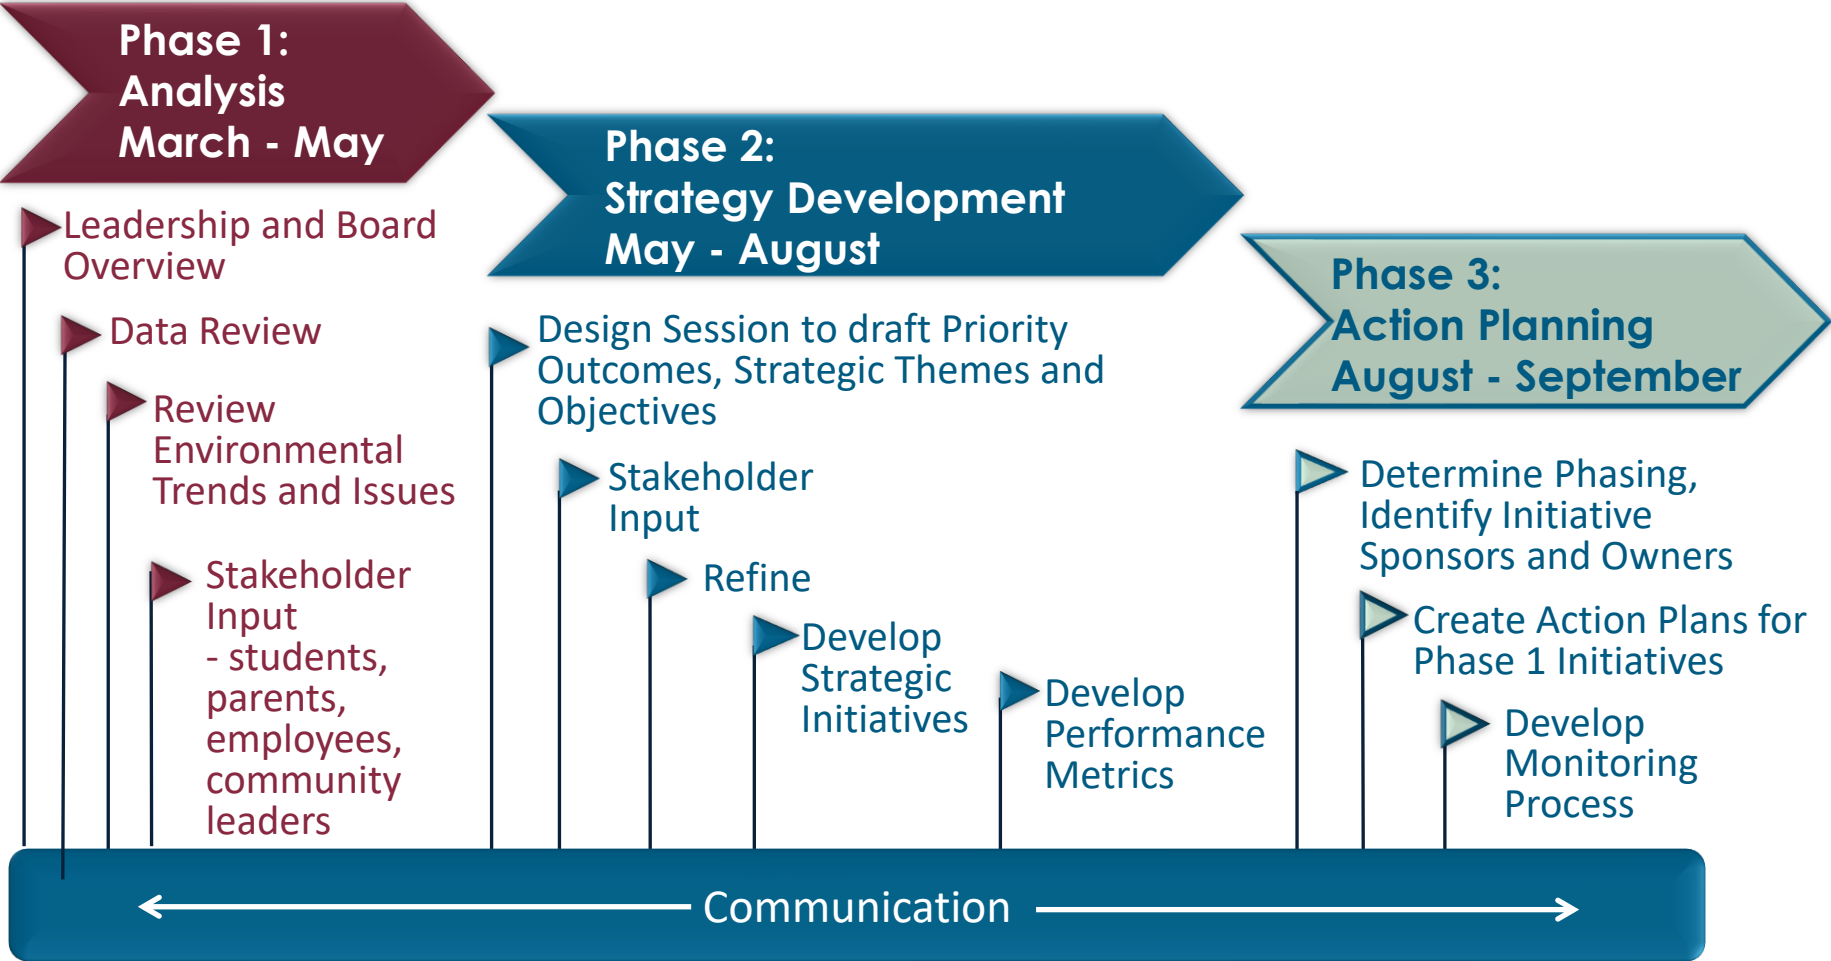 Phase 1:
Analysis
March - May
Leadership and Board
Overview
Data Review
Review
Environmental
Trends and Issues
Stakeholder
Input
- students,
parents,
employees,
community
leaders
Phase 2:
Strategy Development
May - August
Design Session to draft Priority
Outcomes, Strategic Themes and
Objectives
Stakeholder
Input
Refine
Develop
Strategic
Initiatives
Develop
Performance
Metrics
Phase 3:
Action Planning
August - September
Determine Phasing,
Identify Initiative
Sponsors and Owners
Create Action Plans for
Phase 1 Initiatives
Develop
Monitoring
Process
Communication